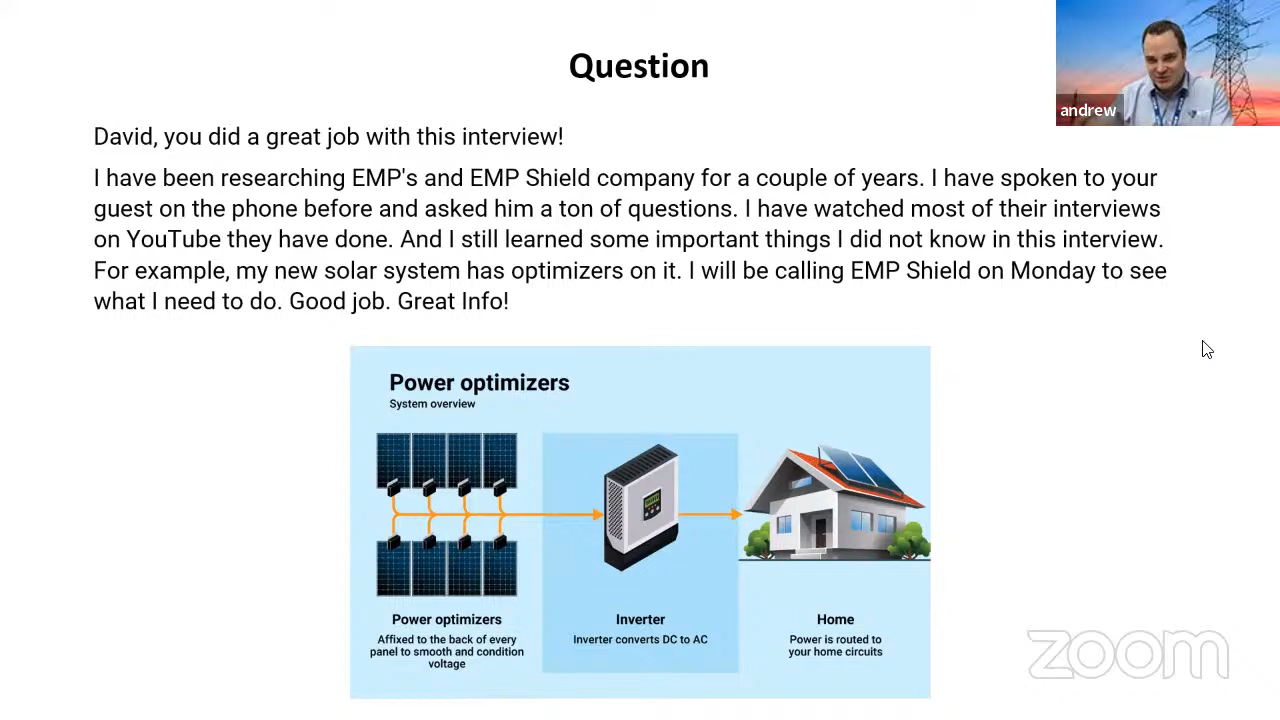 Question
andrew
David, you did a great job with this interview!
I have been researching EMP's and EMP Shield company for a couple of years. I have spoken to your
guest on the phone before and asked him a ton of questions. I have watched most of their interviews
on YouTube they have done. And I still learned some important things I did not know in this interview.
For example, my new solar system has optimizers on it. I will be calling EMP Shield on Monday to see
what I need to do. Good job. Great Info!
Power optimizers
System overview
Power optimizers
Affixed to the back of every
panel to smooth and condition
voltage
Inverter
Inverter converts DC to AC
Home
Power is routed to
your home circuits
zoom